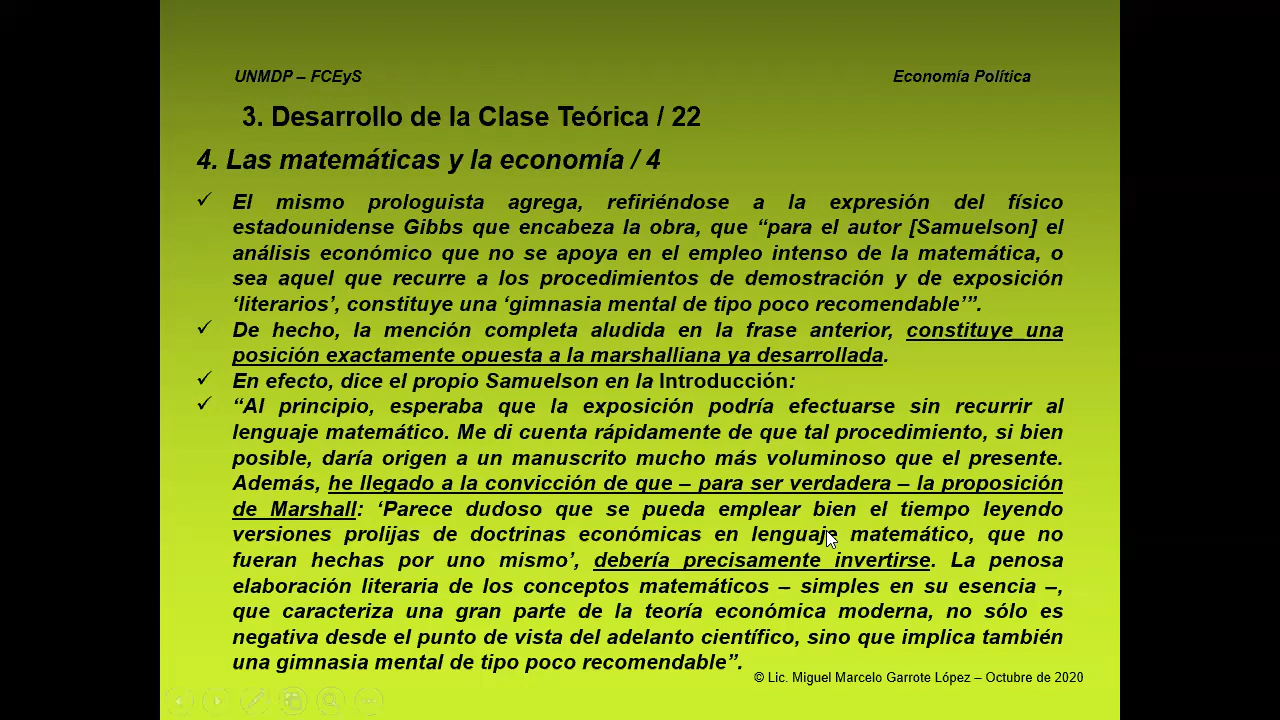 UNMDP – FCEyS
Economía Política
3. Desarrollo de la Clase Teórica / 22
4. Las matemáticas y la economía / 4
El mismo prologuista agrega, refiriéndose a la expresión del físico
estadounidense Gibbs que encabeza la obra, que “para el autor [Samuelson] el
análisis económico que no se apoya en el empleo intenso de la matemática, o
sea aquel que recurre a los procedimientos de demostración y de exposición
‘literarios’, constituye una ‘gimnasia mental de tipo poco recomendable’”.
De hecho, la mención completa aludida en la frase anterior, constituye una
posición exactamente opuesta a la marshalliana ya desarrollada.
En efecto, dice el propio Samuelson en la Introducción:
“Al principio, esperaba que la exposición podría efectuarse sin recurrir al
lenguaje matemático. Me di cuenta rápidamente de que tal procedimiento, si bien
posible, daría origen a un manuscrito mucho más voluminoso que el presente.
Además, he llegado a la convicción de que – para ser verdadera – la proposición
de Marshall: ‘Parece dudoso que se pueda emplear bien el tiempo leyendo
versiones prolijas de doctrinas económicas en lenguaje matemático, que no
fueran hechas por uno mismo’, debería precisamente invertirse. La penosa
elaboración literaria de los conceptos matemáticos – simples en su esencia –,
que caracteriza una gran parte de la teoría económica moderna, no sólo es
negativa desde el punto de vista del adelanto científico, sino que implica también
una gimnasia mental de tipo poco recomendable”.
© Lic. Miguel Marcelo Garrote López – Octubre de 2020